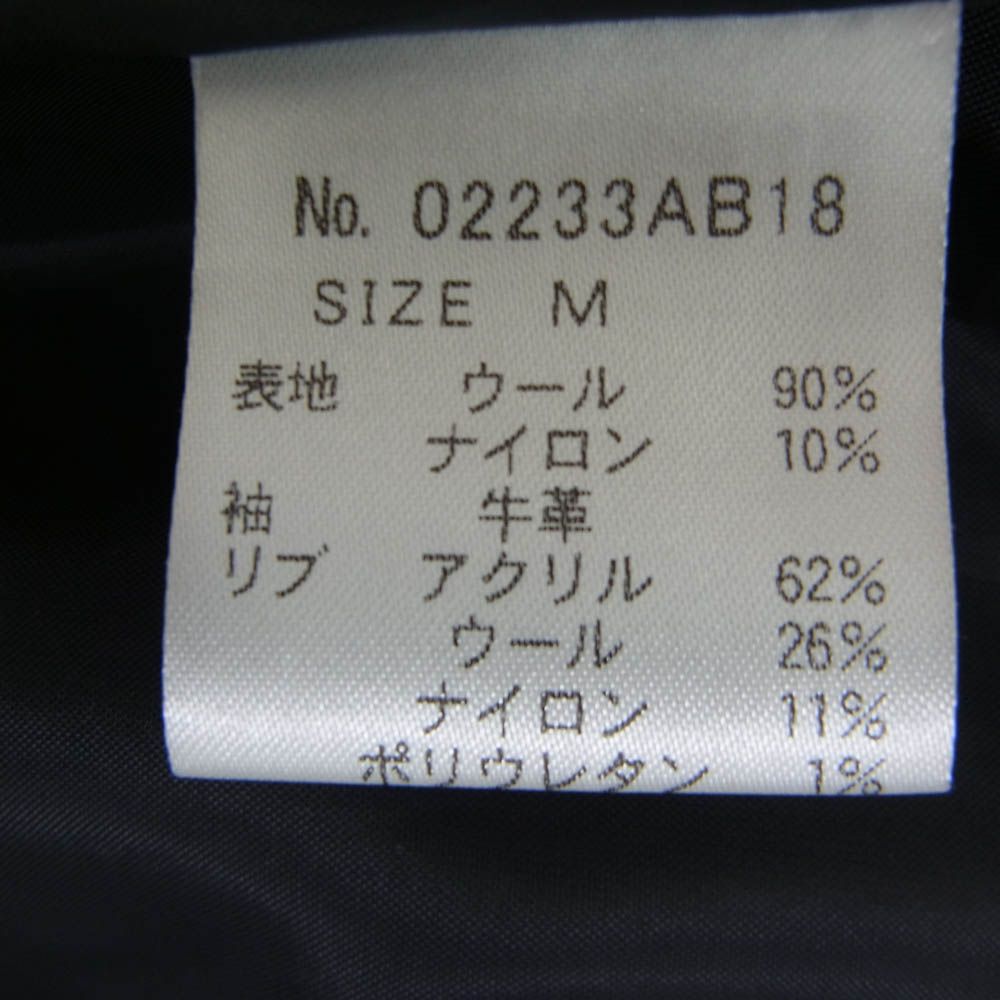 No. 02233AB18
SIZE M
表地 ウール 90%
ナイロン 10%
袖 牛革
リブ アクリル 62%
ウール 26%
ナイロン 11%
ポリウレタン 1%